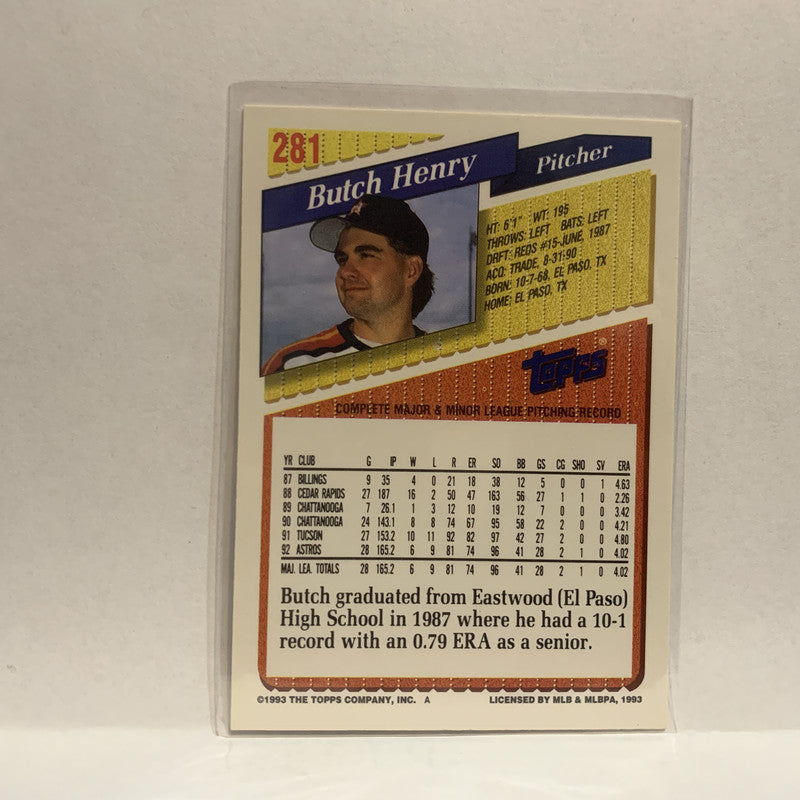 281
Butch Henry
Pitcher
HT: 6'1" WT: 195
THROWS: LEFT BATS: LEFT
DRFT: REDS #15-JUNE, 1987
ACQ: TRADE, 8-31-90
BORN: 10-7-68, EL PASO, TX
HOME: EL PASO, TX
TOPPS®
COMPLETE MAJOR & MINOR LEAGUE PITCHING RECORD
YR CLUB G IP W L R ER SO BB GS CG SHO SV ERA
87 BILLINGS 9 35 4 0 21 18 38 12 5 0 0 1 4.63
88 CEDAR RAPIDS 27 187 16 2 50 47 163 56 27 1 1 0 2.26
89 CHATTANOOGA 7 26.1 1 3 12 10 19 12 7 0 0 0 3.42
90 CHATTANOOGA 24 143.1 8 8 74 67 95 58 22 2 0 0 4.21
91 TUCSON 27 153.2 10 11 92 82 97 42 27 2 0 0 4.80
92 ASTROS 28 165.2 6 9 81 74 96 41 28 2 1 0 4.02
MAJ. LEA. TOTALS 28 165.2 6 9 81 74 96 41 28 2 1 0 4.02
Butch graduated from Eastwood (El Paso)
High School in 1987 where he had a 10-1
record with an 0.79 ERA as a senior.
©1993 THE TOPPS COMPANY, INC. A LICENSED BY MLB & MLBPA, 1993